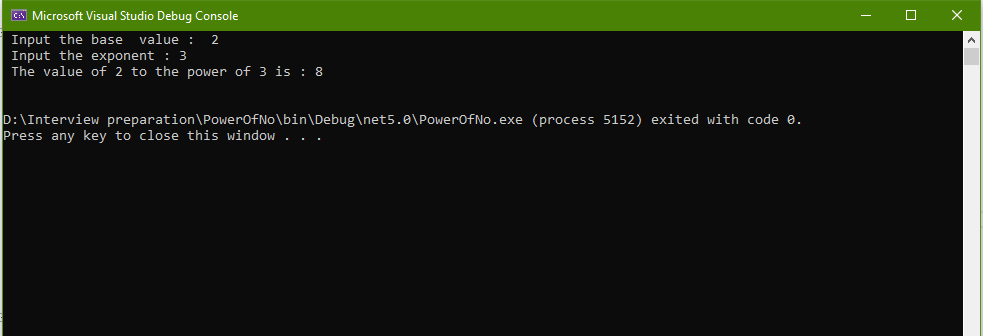 Microsoft Visual Studio Debug Console
Input the base  value :  2
Input the exponent : 3
The value of 2 to the power of 3 is : 8
D:\Interview preparation\PowerOfNo\bin\Debug\net5.0\PowerOfNo.exe (process 5152) exited with code 0.
Press any key to close this window . . .